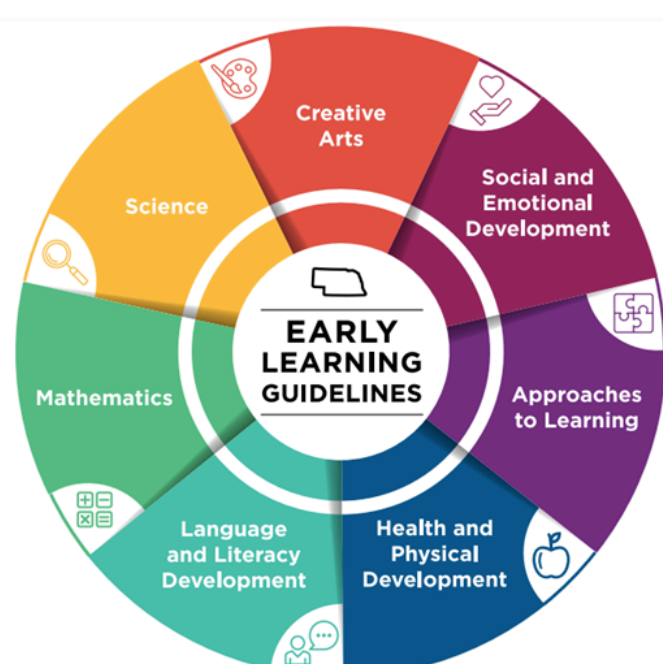 Creative
Arts
Social and
Emotional
Development
Approaches
to Learning
Health and
Physical
Development
Language
and Literacy
Development
Mathematics
Science
EARLY
LEARNING
GUIDELINES